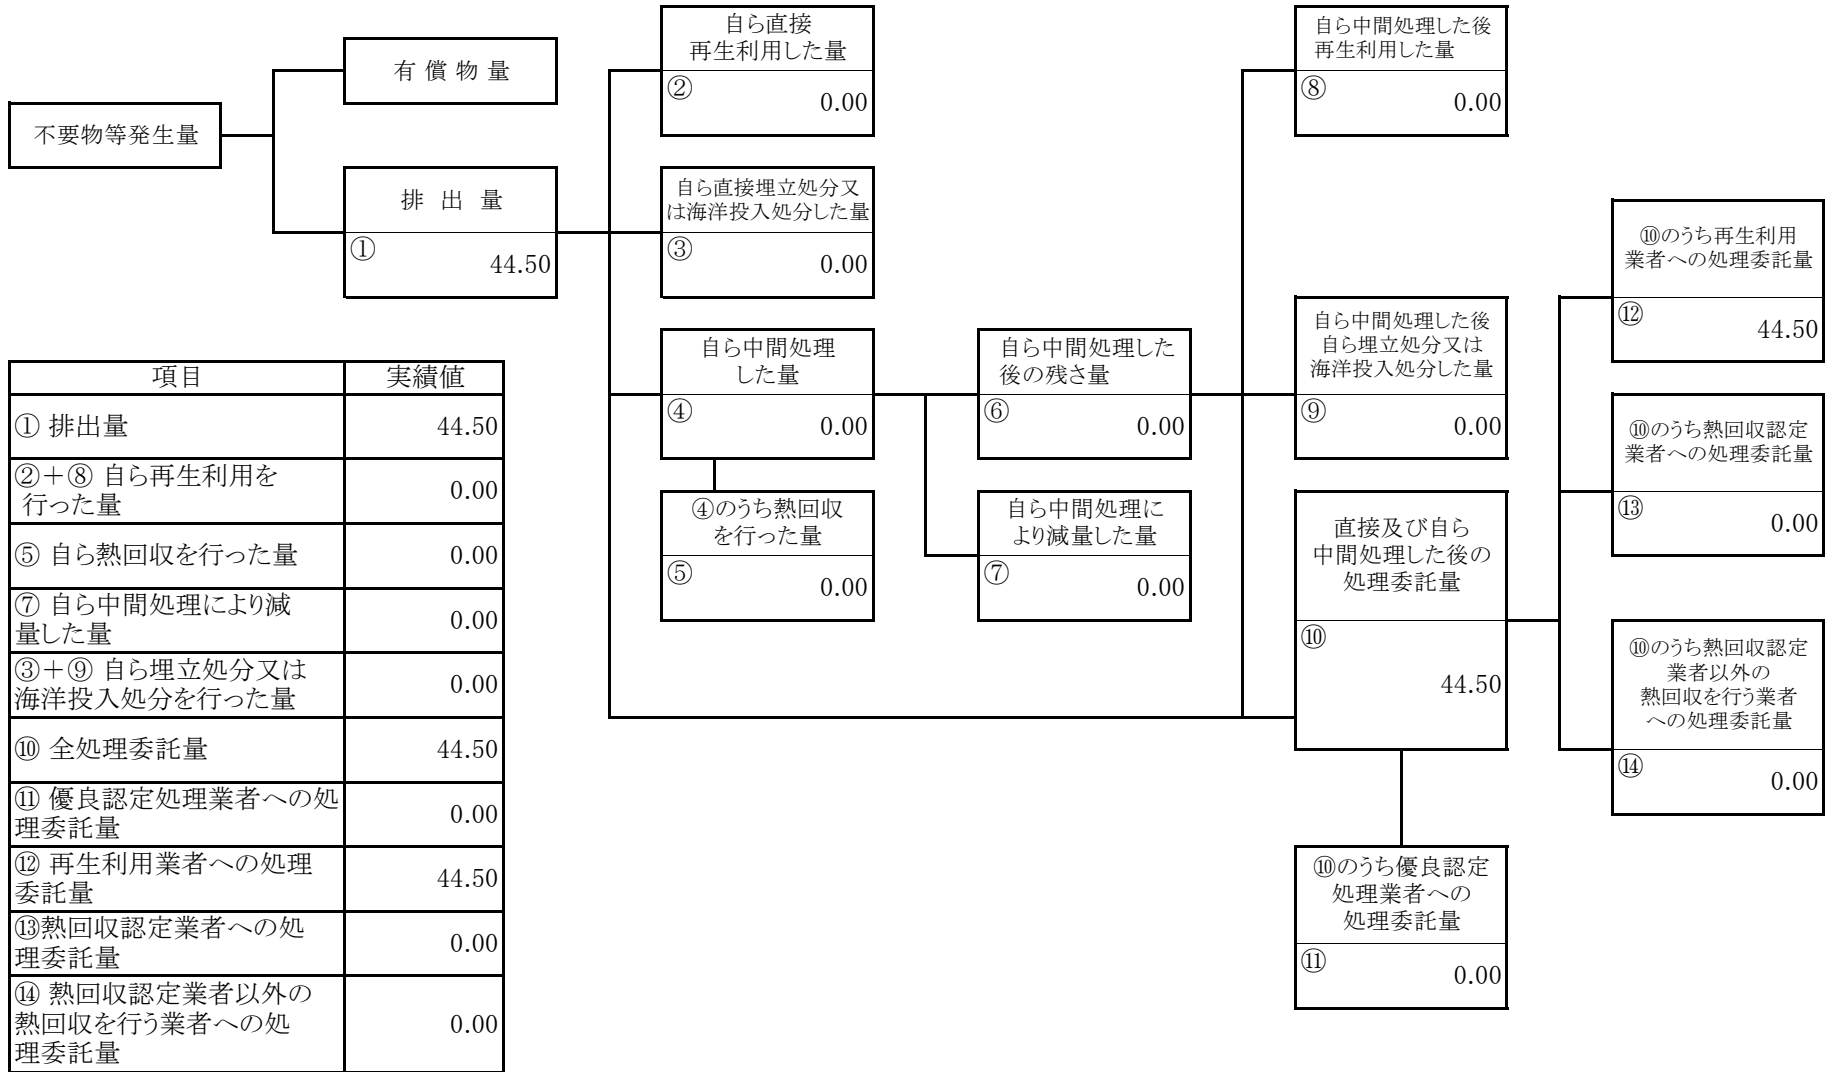 不要物等発生量
有 償 物 量
排 出 量
①
44.50
自ら直接
再生利用した量
②
0.00
自ら直接埋立処分又
は海洋投入処分した量
③
0.00
自ら中間処理
した量
④
0.00
④のうち熱回収
を行った量
⑤
0.00
自ら中間処理した
後の残さ量
⑥
0.00
自ら中間処理に
より減量した量
⑦
0.00
自ら中間処理した後
再生利用した量
⑧
0.00
自ら中間処理した後
自ら埋立処分又は
海洋投入処分した量
⑨
0.00
直接及び自ら
中間処理した後の
処理委託量
⑩
44.50
⑩のうち優良認定
処理業者への
処理委託量
⑪
0.00
⑩のうち再生利用
業者への処理委託量
⑫
44.50
⑩のうち熱回収認定
業者への処理委託量
⑬
0.00
⑩のうち熱回収認定
業者以外の
熱回収を行う業者
への処理委託量
⑭
0.00
項目 実績値
① 排出量 44.50
②＋⑧ 自ら再生利用を
行った量 0.00
⑤ 自ら熱回収を行った量 0.00
⑦ 自ら中間処理により減
量した量 0.00
③＋⑨ 自ら埋立処分又は
海洋投入処分を行った量 0.00
⑩ 全処理委託量 44.50
⑪ 優良認定処理業者への処
理委託量 0.00
⑫ 再生利用業者への処理
委託量 44.50
⑬熱回収認定業者への処
理委託量 0.00
⑭ 熱回収認定業者以外の
熱回収を行う業者への処
理委託量 0.00